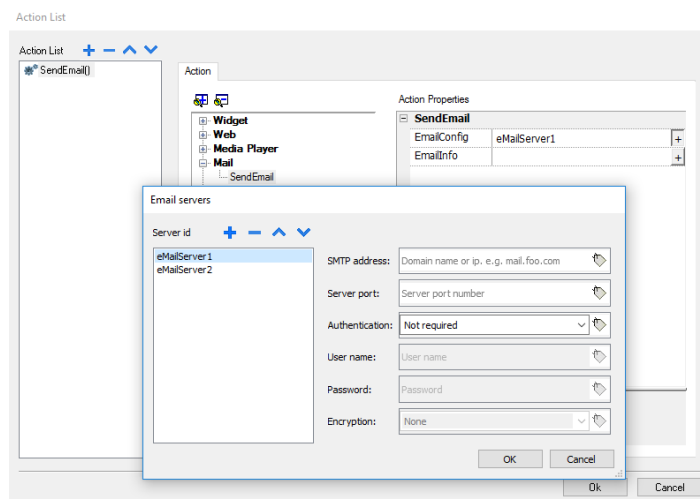 Action List
Action List
SendEmail()
Action
Action Properties
Widget
Web
Media Player
Mail
SendEmail
SendEmail
EmailConfig eMailServer1
EmailInfo
Email servers
Server id
eMailServer1
eMailServer2
SMTP address: Domain name or ip. e.g. mail.foo.com
Server port: Server port number
Authentication: Not required
User name: User name
Password: Password
Encryption: None
OK Cancel
Ok Cancel